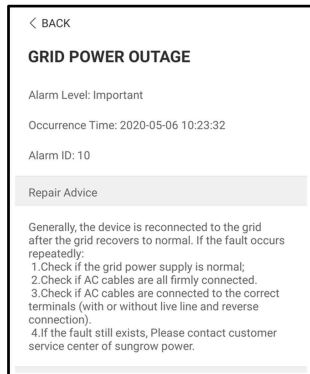 < BACK
GRID POWER OUTAGE
Alarm Level: Important
Occurrence Time: 2020-05-06 10:23:32
Alarm ID: 10
Repair Advice
Generally, the device is reconnected to the grid
after the grid recovers to normal. If the fault occurs
repeatedly:
1.Check if the grid power supply is normal;
2.Check if AC cables are all firmly connected.
3.Check if AC cables are connected to the correct
terminals (with or without live line and reverse
connection).
4.If the fault still exists, Please contact customer
service center of sungrow power.